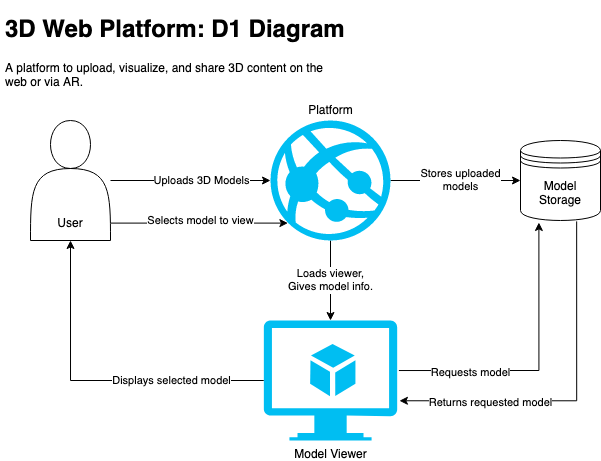 3D Web Platform: D1 Diagram
A platform to upload, visualize, and share 3D content on the
web or via AR.
Platform
Uploads 3D Models
Stores uploaded
models
Model
Storage
User
Selects model to view
Loads viewer,
Gives model info.
Displays selected model
Requests model
Returns requested model
Model Viewer